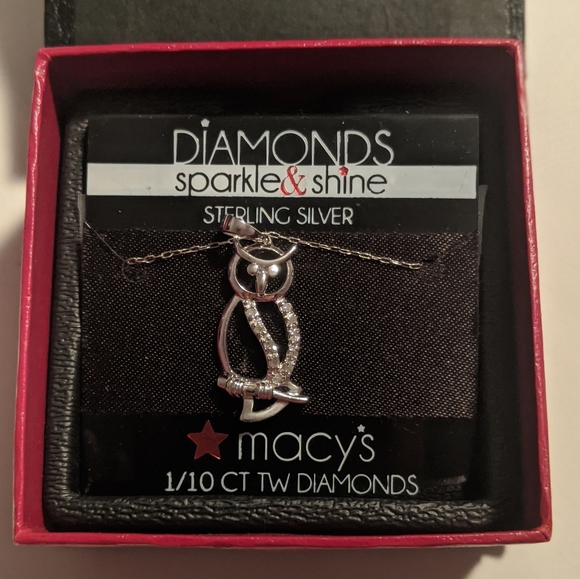 DIAMONDS
sparkle & shine
STERLING SILVER
macy's
1/10 CT TW DIAMONDS